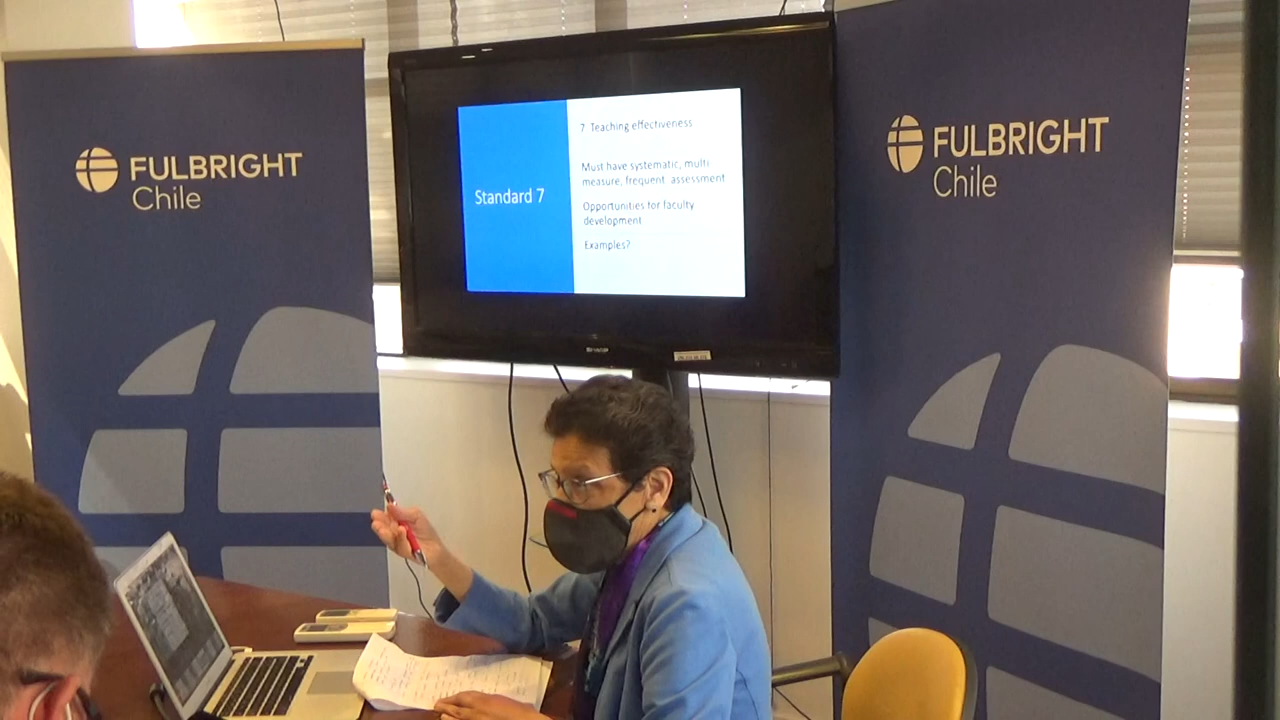 FULBRIGHT
Chile
Standard 7
7 Teaching effectiveness
Must have systematic, multi
measure, frequent assessment
Opportunities for faculty
development
Examples?
SHARP
FULBRIGHT
Chile